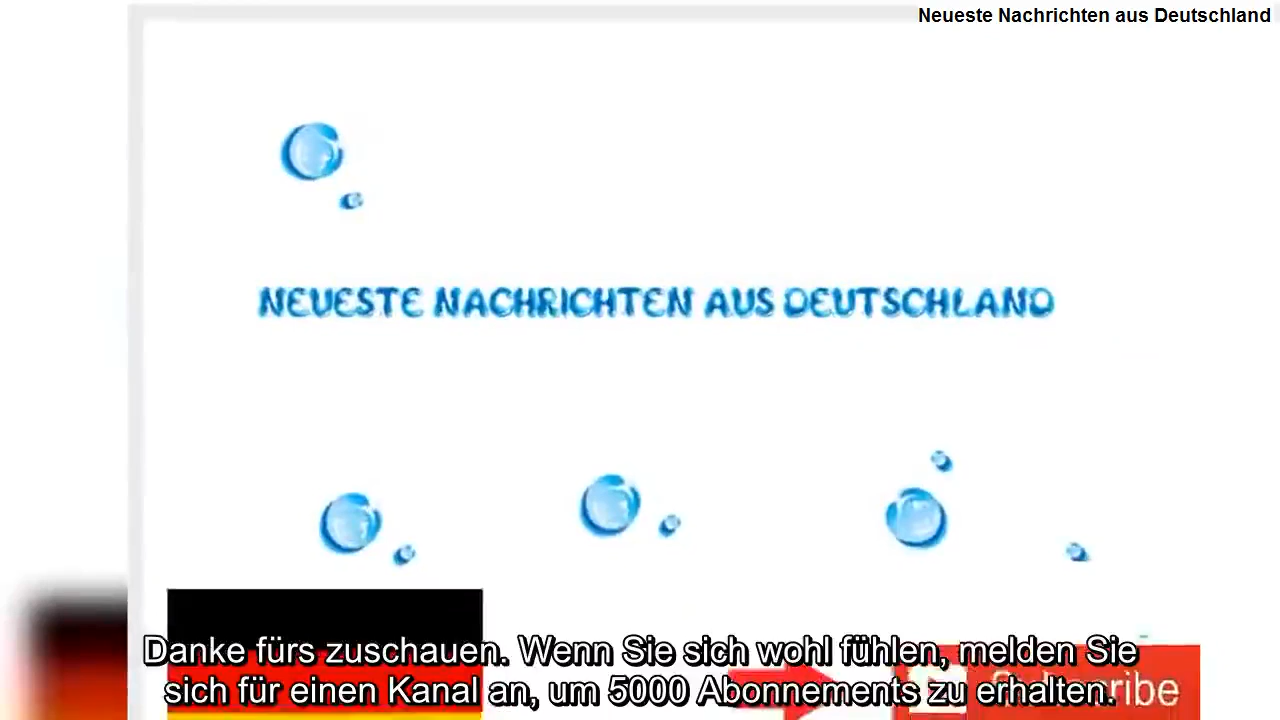 Neueste Nachrichten aus Deutschland
NEUESTE NACHRICHTEN AUS DEUTSCHLAND
Danke fürs zuschauen. Wenn Sie sich wohl fühlen, melden Sie
sich für einen Kanal an, um 5000 Abonnements zu erhalten.
Subscribe